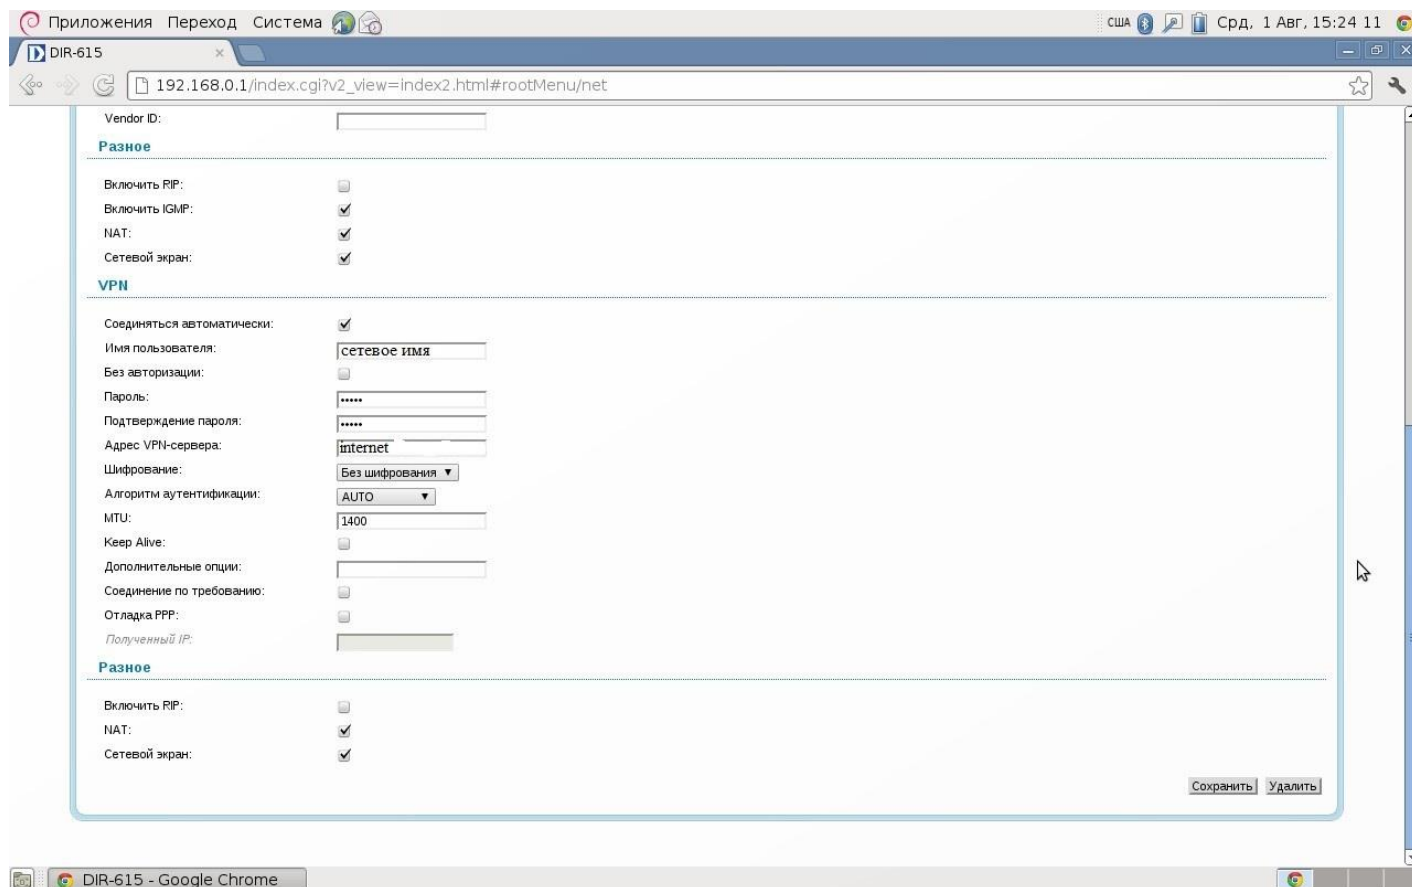 Приложения Переход Система США Срд, 1 Авг, 15:24 11
DIR-615
192.168.0.1/index.cgi?v2_view=index2.html#rootMenu/net
Vendor ID:
Разное
Включить RIP:
Включить IGMP:
NAT:
Сетевой экран:
VPN
Соединяться автоматически:
Имя пользователя: сетевое имя
Без авторизации:
Пароль: •••••
Подтверждение пароля: •••••
Адрес VPN-сервера: internet
Шифрование: Без шифрования
Алгоритм аутентификации: AUTO
MTU: 1400
Keep Alive:
Дополнительные опции:
Соединение по требованию:
Отладка PPP:
Полученный IP:
Разное
Включить RIP:
NAT:
Сетевой экран:
Сохранить Удалить
DIR-615 - Google Chrome